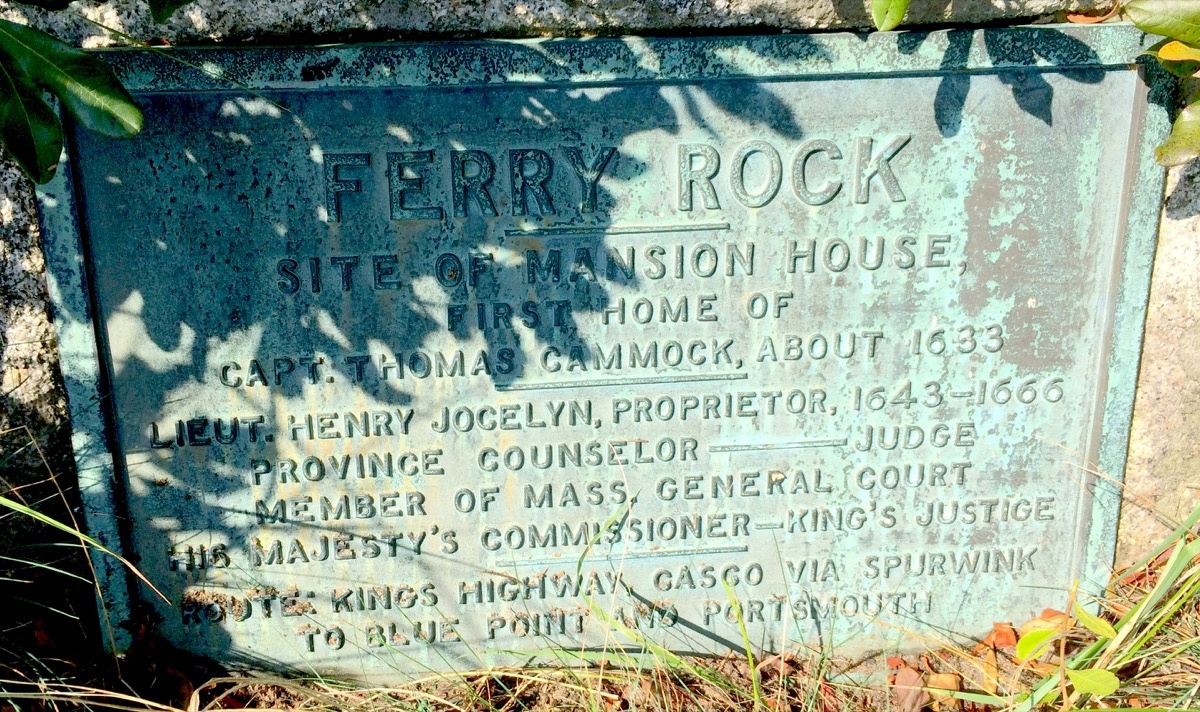 FERRY ROCK
SITE OF MANSION HOUSE,
FIRST HOME OF
CAPT. THOMAS CAMMOCK, ABOUT 1633
LIEUT. HENRY JOCELYN, PROPRIETOR, 1643–1666
PROVINCE COUNSELOR — JUDGE
MEMBER OF MASS. GENERAL COURT
HIS MAJESTY'S COMMISSIONER–KING'S JUSTICE
ROUTE: KINGS HIGHWAY, CASCO VIA SPURWINK
TO BLUE POINT AND PORTSMOUTH